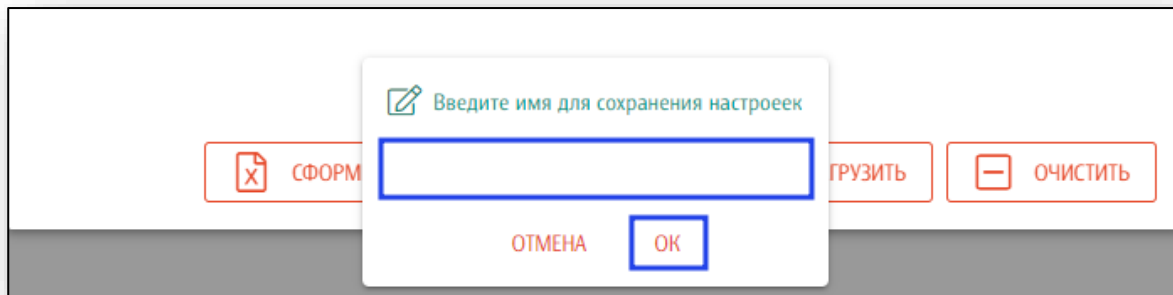 Введите имя для сохранения настроеек
СФОРМ ГРУЗИТЬ ОЧИСТИТЬ
ОТМЕНА ОК